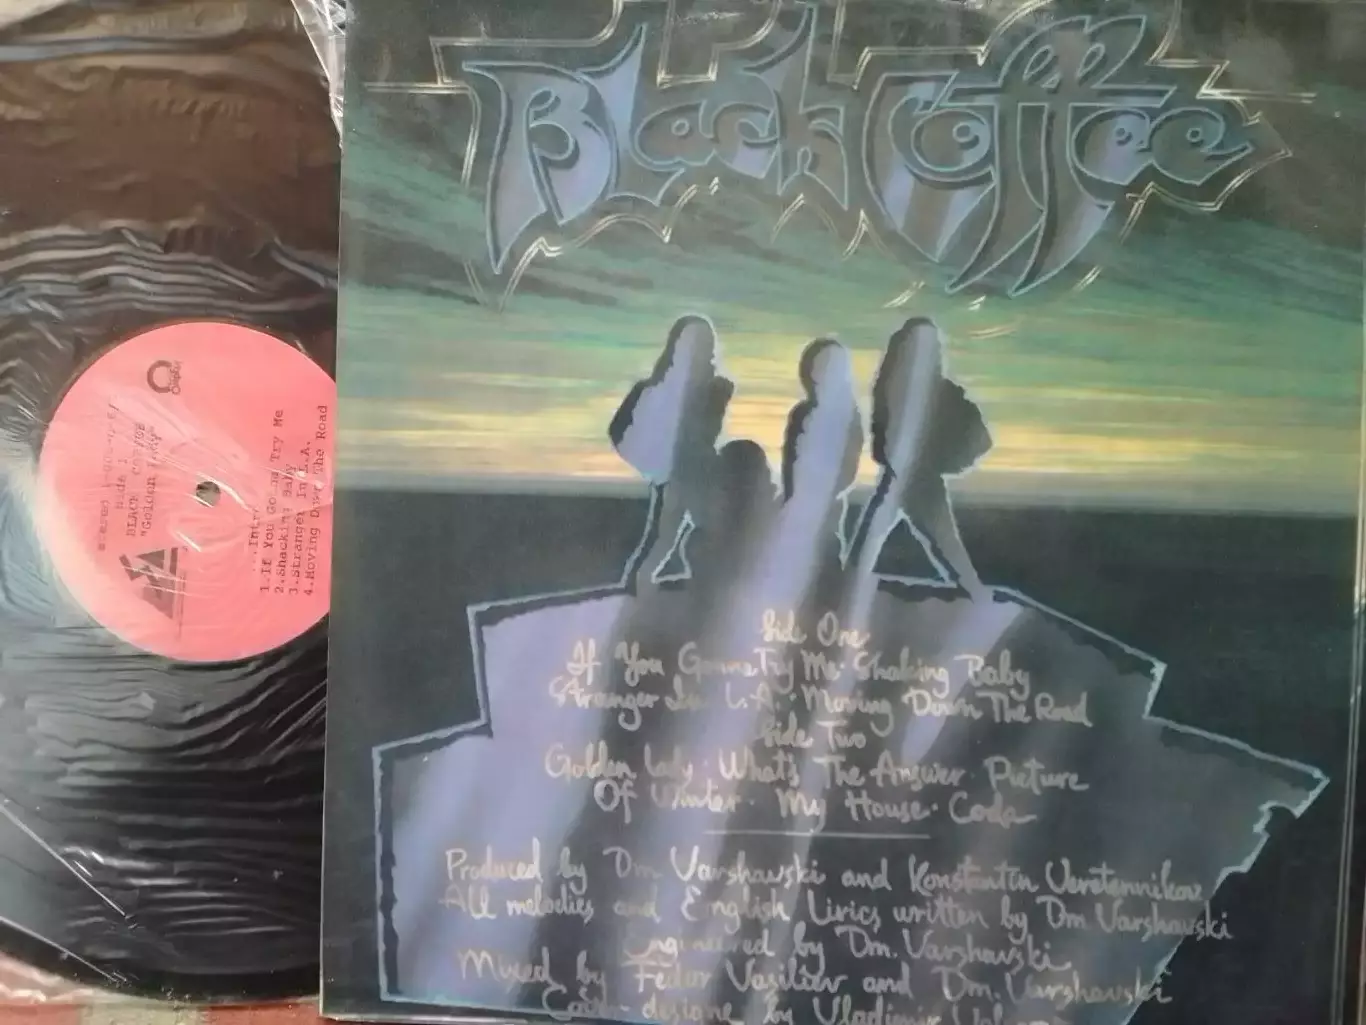 Black Coffee
Side One
If You Gonna Try Me · Shaking Baby
Stranger In L.A. · Moving Down The Road
Side Two
Golden Lady · What's The Answer · Picture
Of Winter · My House · Coda
Produced by Dm. Varshavski and Konstantin Veretennikov
All melodies and English Lirics written by Dm. Varshavski
Engineered by Dm. Varshavski
Mixed by Fedor Vasiliev and Dm. Varshavski
designe by Vladimir
Side 1
BLACK COFFEE
"Golden Lady"
...Intro
1.If You Gonna Try Me
2.Shacking Baby
3.Stranger In L.A.
4.Moving Down The Road